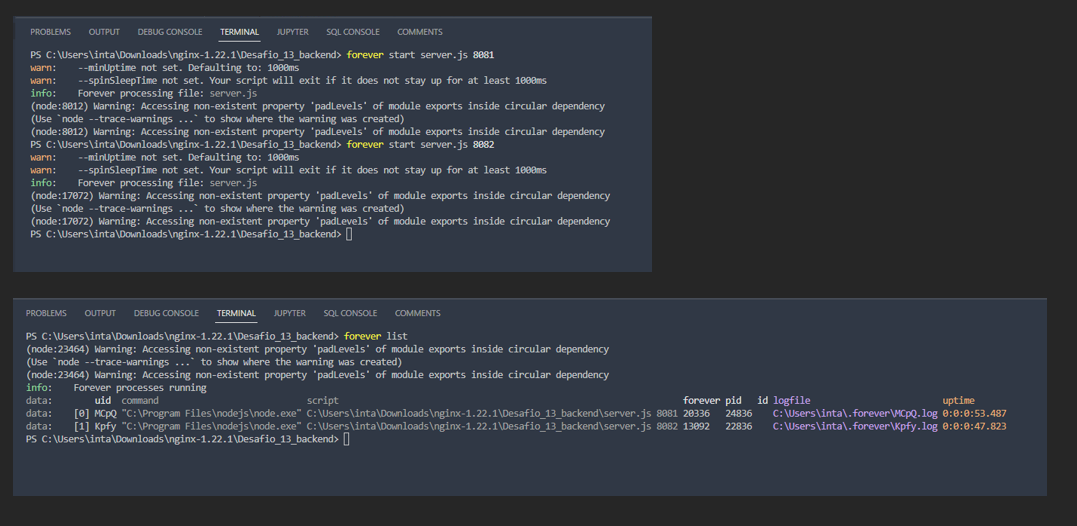 PROBLEMS OUTPUT DEBUG CONSOLE TERMINAL JUPYTER SQL CONSOLE COMMENTS
PS C:\Users\inta\Downloads\nginx-1.22.1\Desafio_13_backend> forever start server.js 8081
warn: --minUptime not set. Defaulting to: 1000ms
warn: --spinSleepTime not set. Your script will exit if it does not stay up for at least 1000ms
info: Forever processing file: server.js
(node:8012) Warning: Accessing non-existent property 'padLevels' of module exports inside circular dependency
(Use `node --trace-warnings ...` to show where the warning was created)
(node:8012) Warning: Accessing non-existent property 'padLevels' of module exports inside circular dependency
PS C:\Users\inta\Downloads\nginx-1.22.1\Desafio_13_backend> forever start server.js 8082
warn: --minUptime not set. Defaulting to: 1000ms
warn: --spinSleepTime not set. Your script will exit if it does not stay up for at least 1000ms
info: Forever processing file: server.js
(node:17072) Warning: Accessing non-existent property 'padLevels' of module exports inside circular dependency
(Use `node --trace-warnings ...` to show where the warning was created)
(node:17072) Warning: Accessing non-existent property 'padLevels' of module exports inside circular dependency
PS C:\Users\inta\Downloads\nginx-1.22.1\Desafio_13_backend>
PROBLEMS OUTPUT DEBUG CONSOLE TERMINAL JUPYTER SQL CONSOLE COMMENTS
PS C:\Users\inta\Downloads\nginx-1.22.1\Desafio_13_backend> forever list
(node:23464) Warning: Accessing non-existent property 'padLevels' of module exports inside circular dependency
(Use `node --trace-warnings ...` to show where the warning was created)
(node:23464) Warning: Accessing non-existent property 'padLevels' of module exports inside circular dependency
info: Forever processes running
data: uid command script forever pid id logfile uptime
data: [0] MCpQ "C:\Program Files\nodejs\node.exe" C:\Users\inta\Downloads\nginx-1.22.1\Desafio_13_backend\server.js 8081 20336 24836 C:\Users\inta\.forever\MCpQ.log 0:0:0:53.487
data: [1] Kpfy "C:\Program Files\nodejs\node.exe" C:\Users\inta\Downloads\nginx-1.22.1\Desafio_13_backend\server.js 8082 13092 22836 C:\Users\inta\.forever\Kpfy.log 0:0:0:47.823
PS C:\Users\inta\Downloads\nginx-1.22.1\Desafio_13_backend>